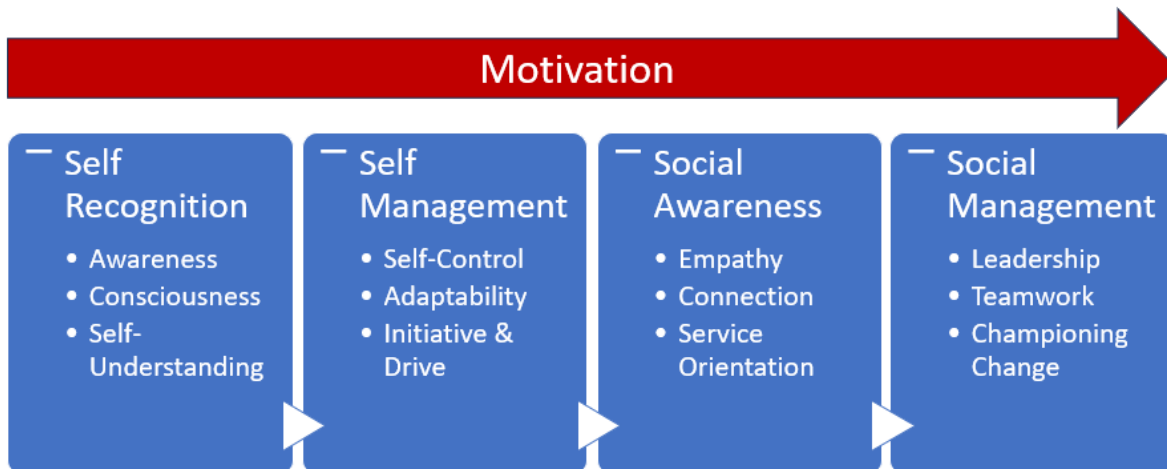 Motivation
Self
Recognition
• Awareness
• Consciousness
• Self-
Understanding
Self
Management
• Self-Control
• Adaptability
• Initiative &
Drive
Social
Awareness
• Empathy
• Connection
• Service
Orientation
Social
Management
• Leadership
• Teamwork
• Championing
Change